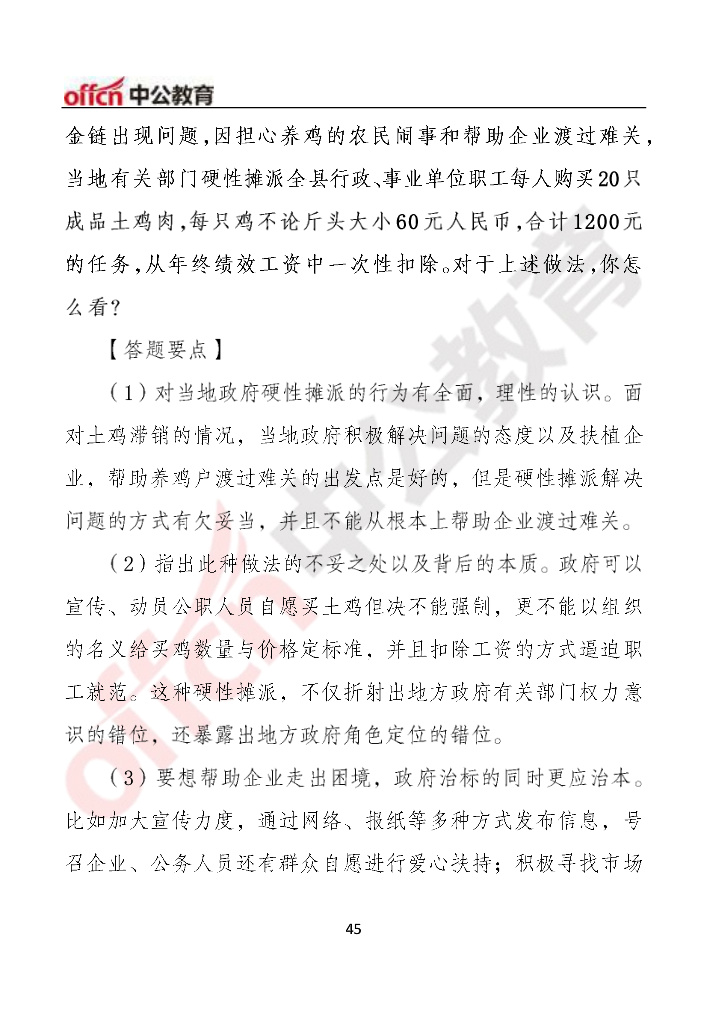 offcn 中公教育
金链出现问题,因担心养鸡的农民闹事和帮助企业渡过难关,
当地有关部门硬性摊派全县行政、事业单位职工每人购买20只
成品土鸡肉,每只鸡不论斤头大小60元人民币,合计1200元
的任务,从年终绩效工资中一次性扣除。对于上述做法,你怎
么看?
【答题要点】
（1）对当地政府硬性摊派的行为有全面，理性的认识。面
对土鸡滞销的情况，当地政府积极解决问题的态度以及扶植企
业，帮助养鸡户渡过难关的出发点是好的，但是硬性摊派解决
问题的方式有欠妥当，并且不能从根本上帮助企业渡过难关。
（2）指出此种做法的不妥之处以及背后的本质。政府可以
宣传、动员公职人员自愿买土鸡但决不能强制，更不能以组织
的名义给买鸡数量与价格定标准，并且扣除工资的方式逼迫职
工就范。这种硬性摊派，不仅折射出地方政府有关部门权力意
识的错位，还暴露出地方政府角色定位的错位。
（3）要想帮助企业走出困境，政府治标的同时更应治本。
比如加大宣传力度，通过网络、报纸等多种方式发布信息，号
召企业、公务人员还有群众自愿进行爱心扶持；积极寻找市场
45
offcn 中公教育